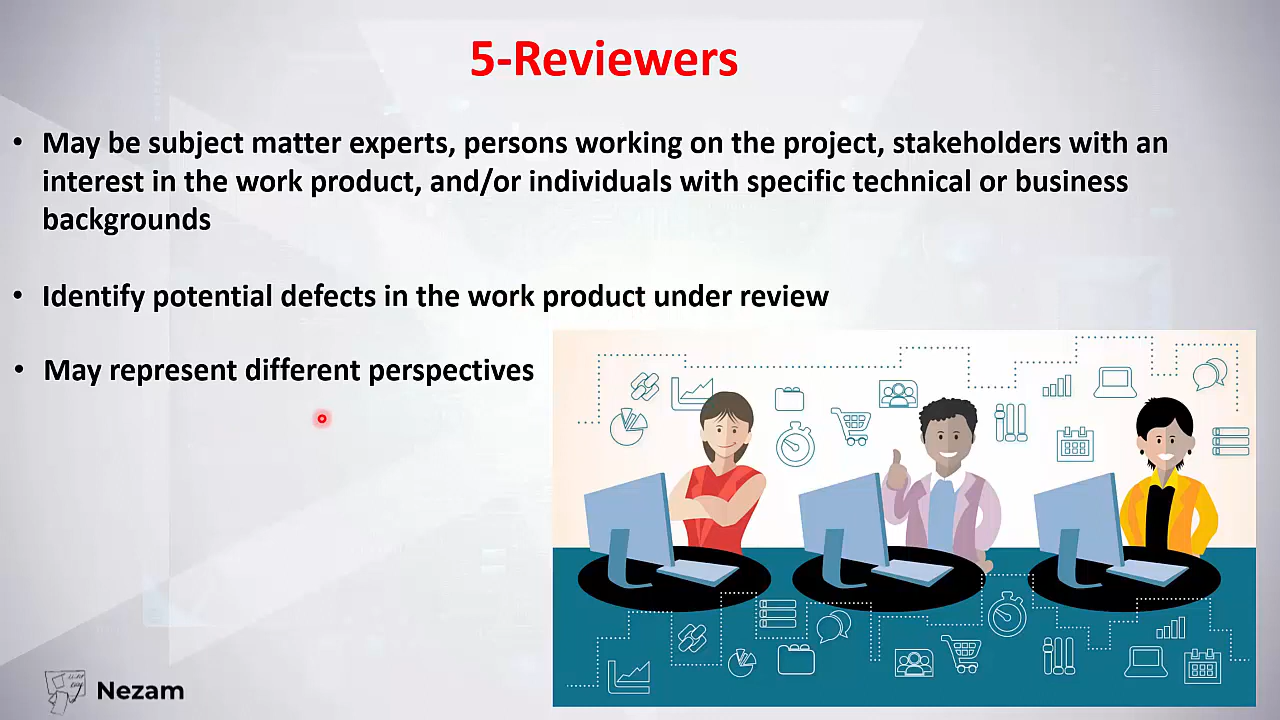 5-Reviewers
• May be subject matter experts, persons working on the project, stakeholders with an
interest in the work product, and/or individuals with specific technical or business
backgrounds
• Identify potential defects in the work product under review
• May represent different perspectives
Nezam